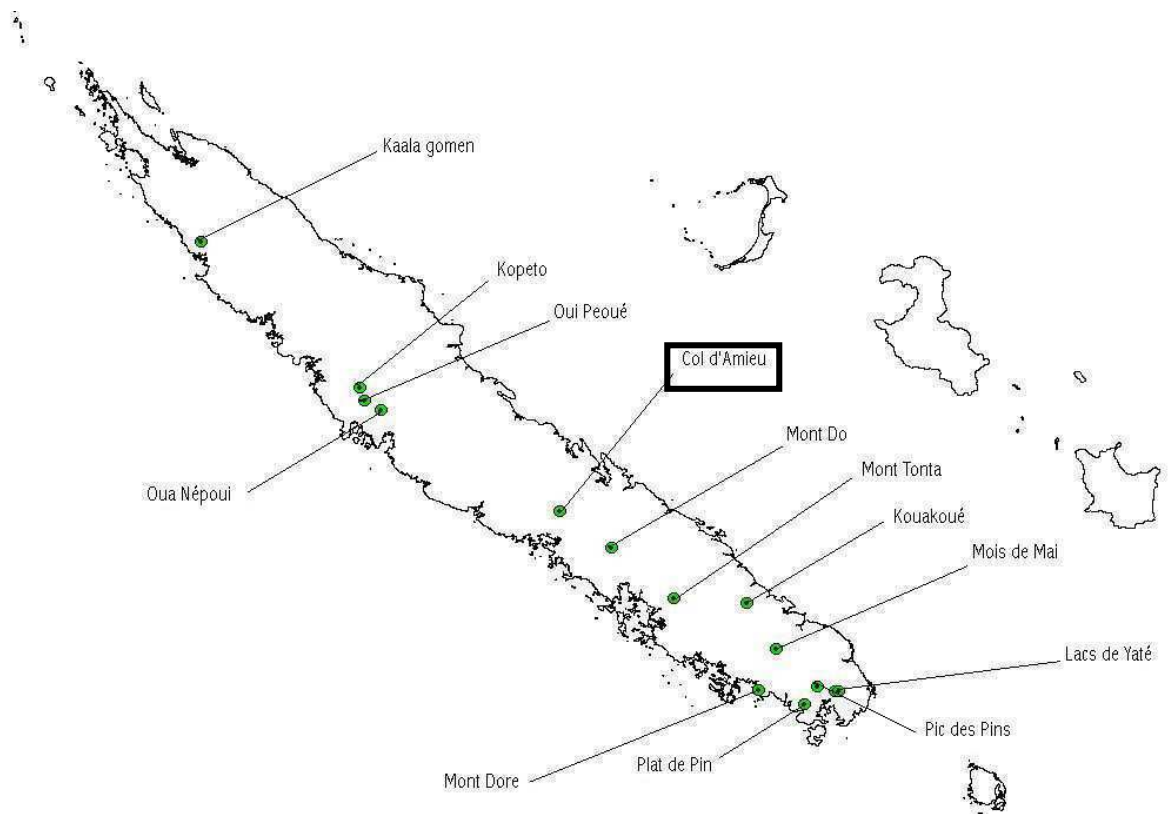 Kaala gomen
Kopeto
Oui Peoué
Col d'Amieu
Mont Do
Mont Tonta
Oua Népoui
Kouakoué
Mois de Mai
Lacs de Yaté
Pic des Pins
Plat de Pin
Mont Dore